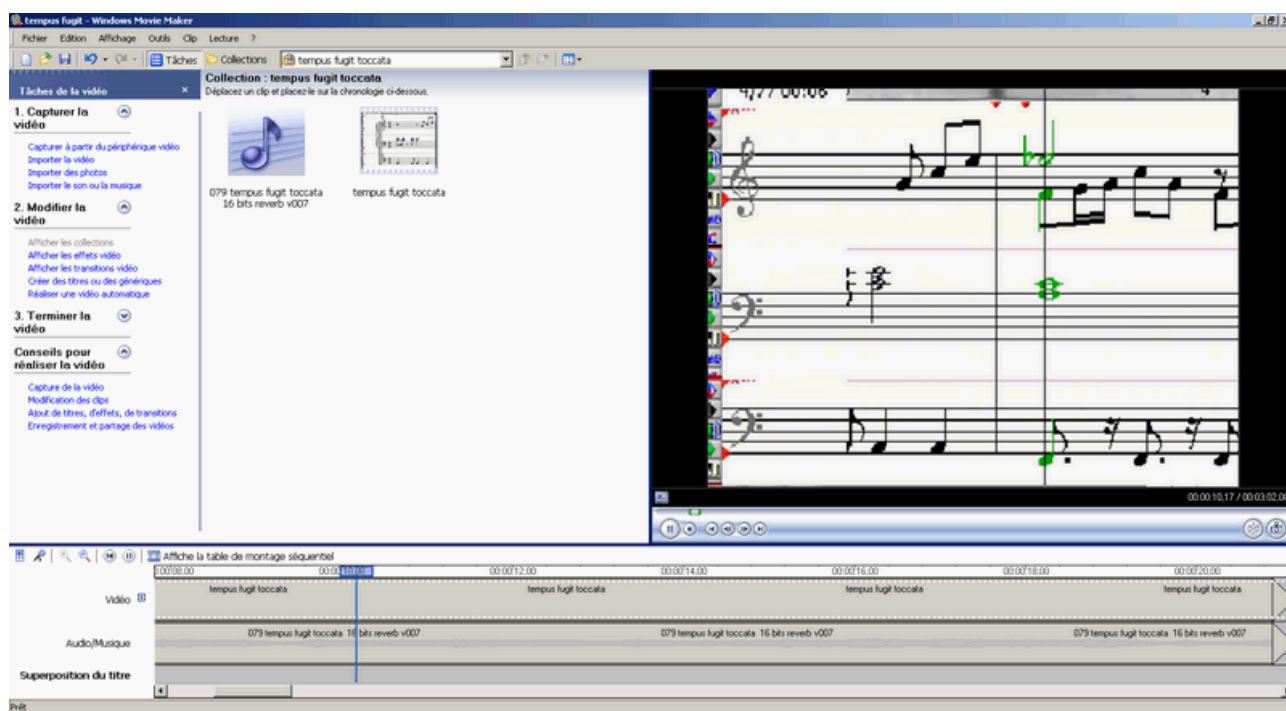 tempus fugit - Windows Movie Maker
Fichier Edition Affichage Outils Clip Lecture ?
Tâches Collections tempus fugit toccata
Tâches de la vidéo
1. Capturer la
vidéo
Capturer à partir du périphérique vidéo
Importer la vidéo
Importer des photos
Importer le son ou la musique
2. Modifier la
vidéo
Afficher les collections
Afficher les effets vidéo
Afficher les transitions vidéo
Créer des titres ou des génériques
Réaliser une vidéo automatique
3. Terminer la
vidéo
Conseils pour
réaliser la vidéo
Capture de la vidéo
Modification des clips
Ajout de titres, d'effets, de transitions
Enregistrement et partage des vidéos
Collection : tempus fugit toccata
Déplacez un clip et placez-le sur la chronologie ci-dessous.
079 tempus fugit toccata
16 bits reverb v007
tempus fugit toccata
4/77 00:06
4
00:00:10,17 / 00:03:02,08
Affiche la table de montage séquentiel
00:00:12,00 00:00:14,00 00:00:16,00 00:00:18,00 00:00:20,00
Vidéo
tempus fugit toccata tempus fugit toccata tempus fugit toccata tempus fugit toccata
Audio/Musique
079 tempus fugit toccata 16 bits reverb v007 079 tempus fugit toccata 16 bits reverb v007 079 tempus fugit toccata 16 bits reverb v007
Superposition du titre
Prêt